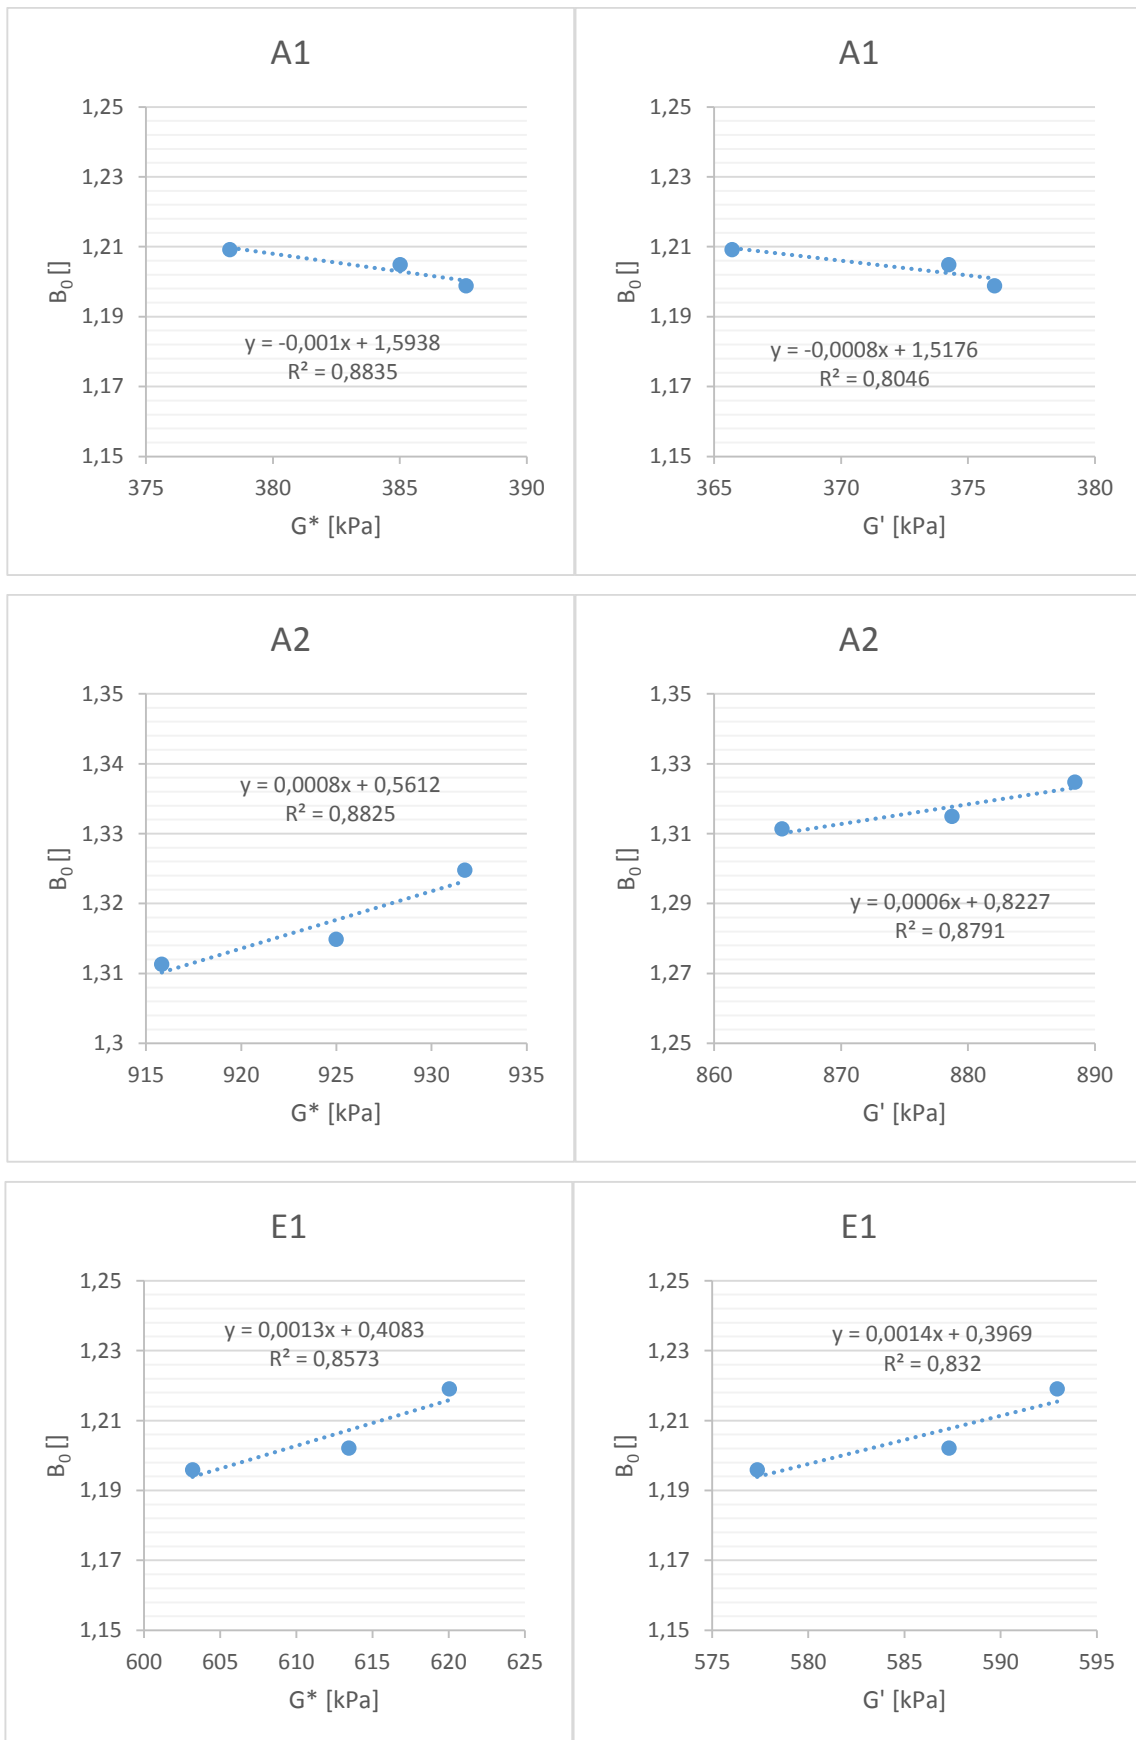 A1
1,25
1,23
1,21
1,19
1,17
1,15
B0 []
y = -0,001x + 1,5938
R² = 0,8835
375 380 385 390
G* [kPa]
A1
1,25
1,23
1,21
1,19
1,17
1,15
B0 []
y = -0,0008x + 1,5176
R² = 0,8046
365 370 375 380
G' [kPa]
A2
1,35
1,34
1,33
1,32
1,31
1,3
B0 []
y = 0,0008x + 0,5612
R² = 0,8825
915 920 925 930 935
G* [kPa]
A2
1,35
1,33
1,31
1,29
1,27
1,25
B0 []
y = 0,0006x + 0,8227
R² = 0,8791
860 870 880 890
G' [kPa]
E1
1,25
1,23
1,21
1,19
1,17
1,15
B0 []
y = 0,0013x + 0,4083
R² = 0,8573
600 605 610 615 620 625
G* [kPa]
E1
1,25
1,23
1,21
1,19
1,17
1,15
B0 []
y = 0,0014x + 0,3969
R² = 0,832
575 580 585 590 595
G' [kPa]